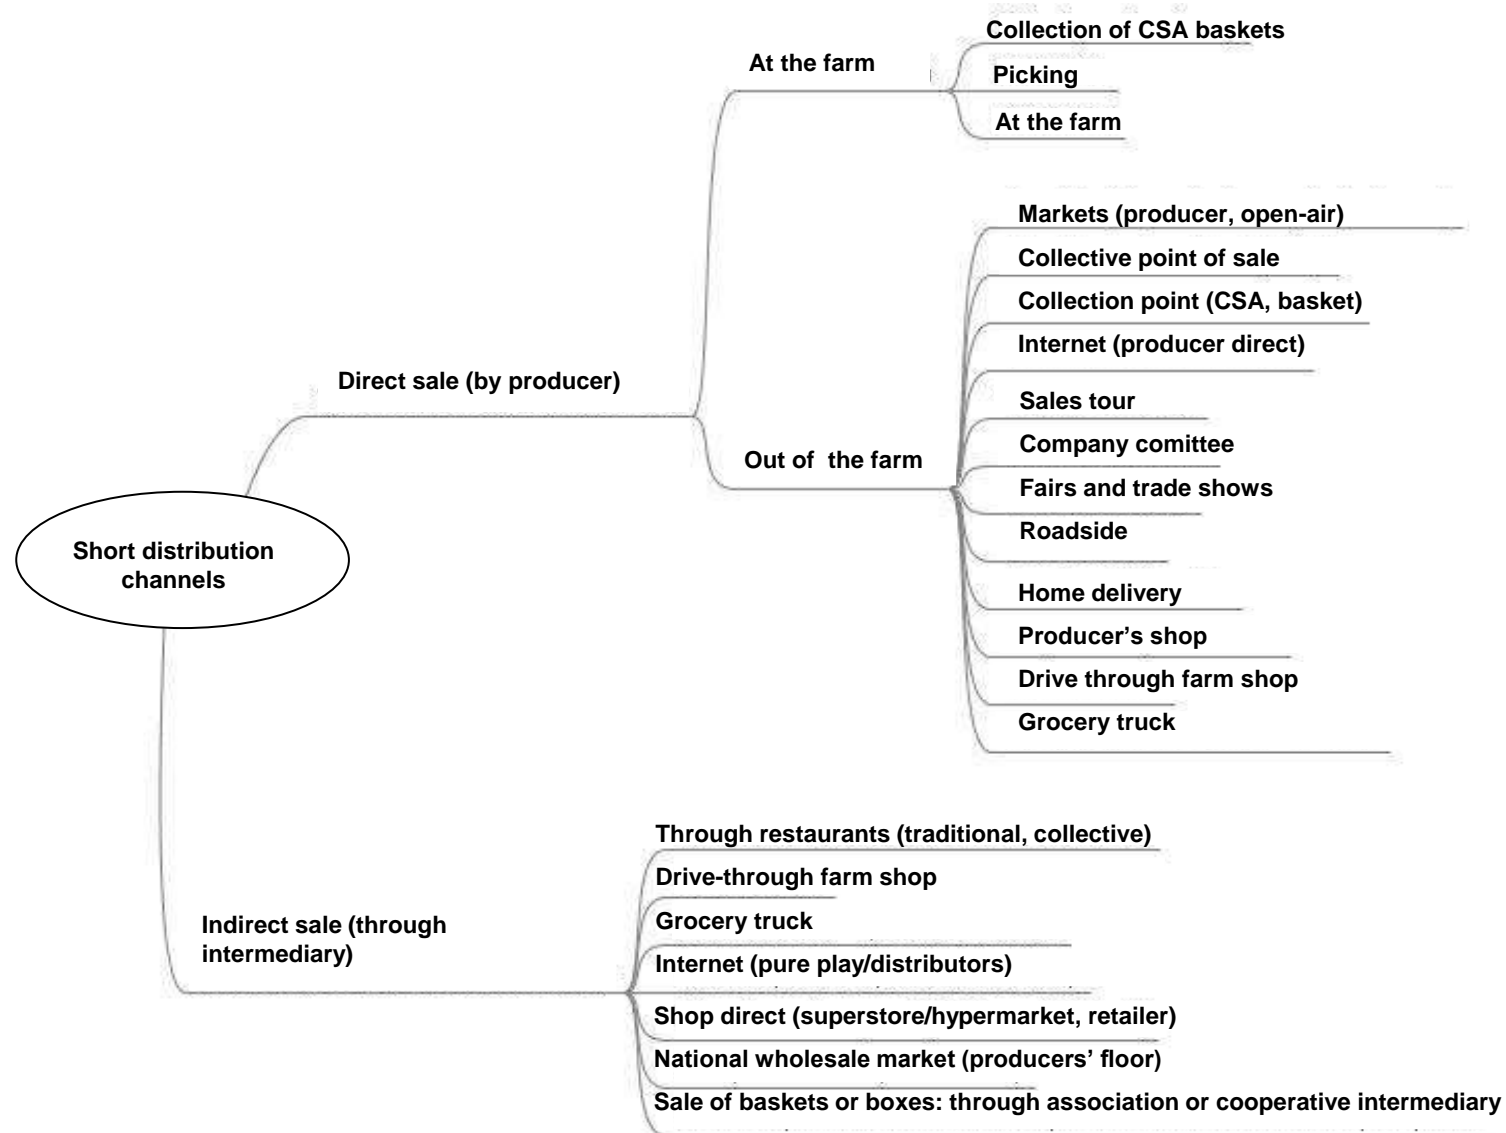 Collection of CSA baskets
At the farm
Picking
At the farm
Markets (producer, open-air)
Collective point of sale
Collection point (CSA, basket)
Internet (producer direct)
Direct sale (by producer)
Sales tour
Company comittee
Out of the farm
Fairs and trade shows
Roadside
Short distribution
channels
Home delivery
Producer’s shop
Drive through farm shop
Grocery truck
Through restaurants (traditional, collective)
Drive-through farm shop
Grocery truck
Indirect sale (through
intermediary)
Internet (pure play/distributors)
Shop direct (superstore/hypermarket, retailer)
National wholesale market (producers’ floor)
Sale of baskets or boxes: through association or cooperative intermediary